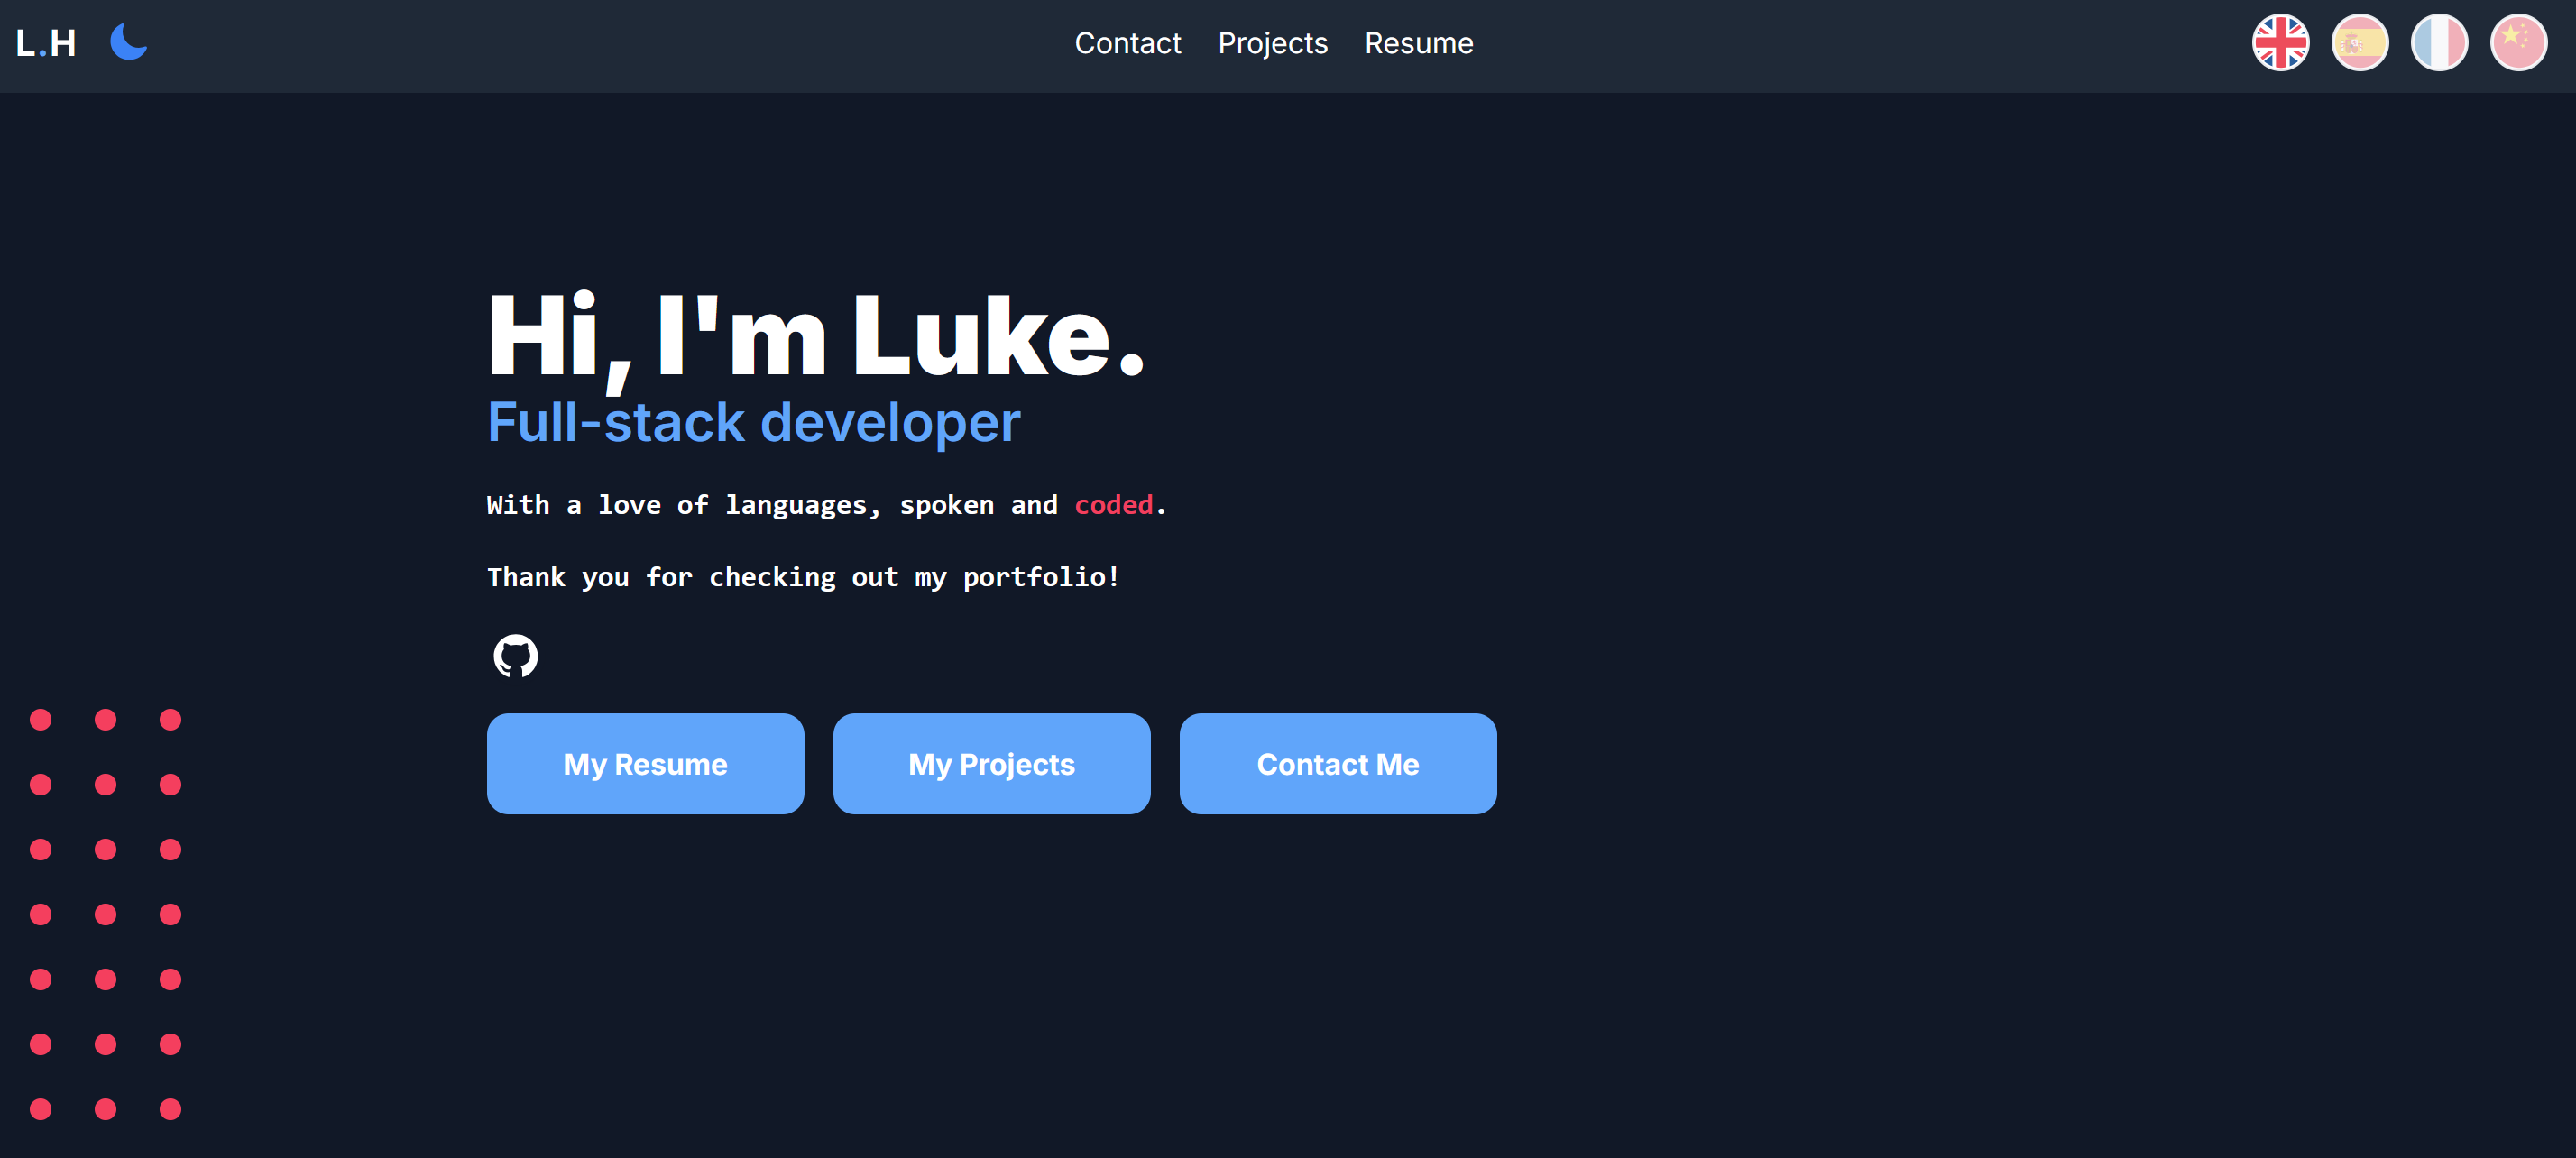 L.H
Contact Projects Resume
Hi, I'm Luke.
Full-stack developer
With a love of languages, spoken and coded.
Thank you for checking out my portfolio!
My Resume My Projects Contact Me